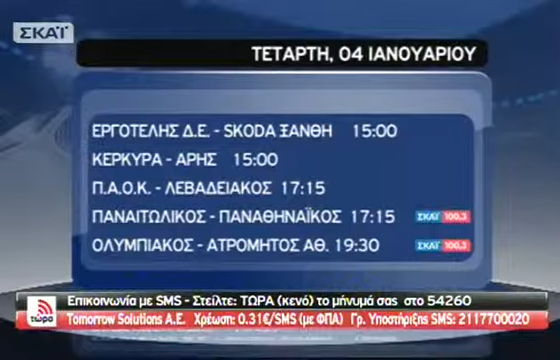 ΣΚΑΪ
ΤΕΤΑΡΤΗ, 04 ΙΑΝΟΥΑΡΙΟΥ
ΕΡΓΟΤΕΛΗΣ Δ.Ε. - SKODA ΞΑΝΘΗ 15:00
ΚΕΡΚΥΡΑ - ΑΡΗΣ 15:00
Π.Α.Ο.Κ. - ΛΕΒΑΔΕΙΑΚΟΣ 17:15
ΠΑΝΑΙΤΩΛΙΚΟΣ - ΠΑΝΑΘΗΝΑΪΚΟΣ 17:15 ΣΚΑΪ 100.3
ΟΛΥΜΠΙΑΚΟΣ - ΑΤΡΟΜΗΤΟΣ ΑΘ. 19:30 ΣΚΑΪ 100.3
Επικοινωνία με SMS - Στείλτε: ΤΩΡΑ (κενό) το μήνυμά σας στο 54260
τώρα
Tomorrow Solutions Α.Ε. Χρέωση: 0.31€/SMS (με ΦΠΑ) Γρ. Υποστήριξης SMS: 2117700020